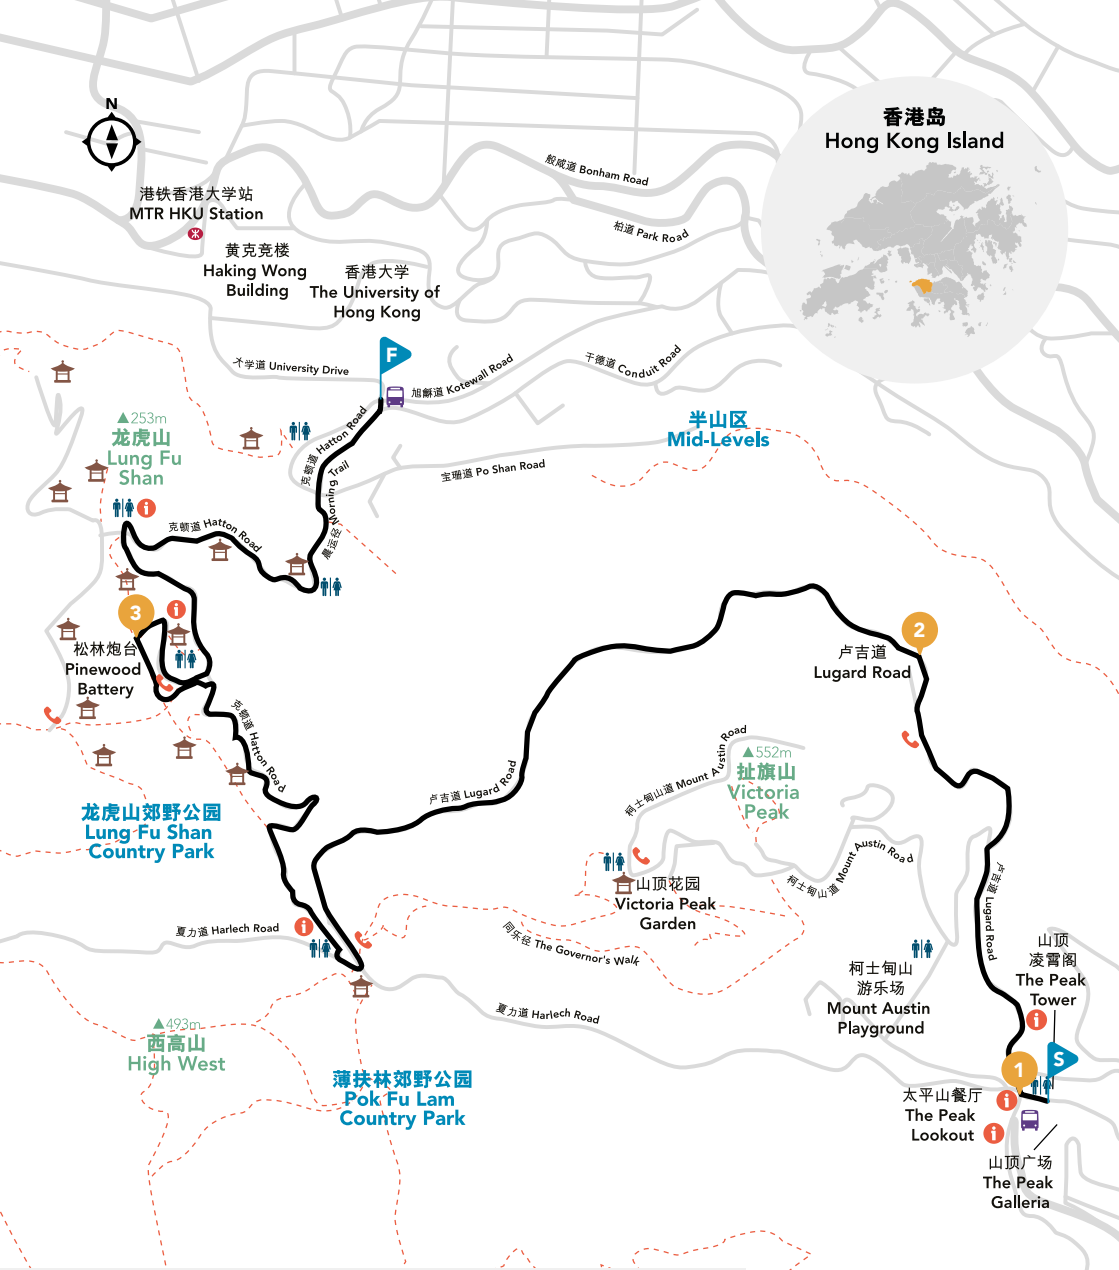 N
香港岛
Hong Kong Island
般咸道 Bonham Road
港铁香港大学站
MTR HKU Station
柏道 Park Road
黄克竞楼
Haking Wong
Building
香港大学
The University of
Hong Kong
F
大学道 University Drive
旭龢道 Kotewall Road
干德道 Conduit Road
▲253m
龙虎山
Lung Fu
Shan
半山区
Mid-Levels
克顿道 Hatton Road
宝珊道 Po Shan Road
晨运径 Morning Trail
克顿道 Hatton Road
3
松林炮台
Pinewood
Battery
2
卢吉道
Lugard Road
克顿道 Hatton Road
柯士甸山道 Mount Austin Road
▲552m
扯旗山
Victoria
Peak
卢吉道 Lugard Road
龙虎山郊野公园
Lung Fu Shan
Country Park
柯士甸山道 Mount Austin Road
山顶花园
Victoria Peak
Garden
卢吉道 Lugard Road
夏力道 Harlech Road
同乐径 The Governor's Walk
山顶
凌霄阁
The Peak
Tower
柯士甸山
游乐场
Mount Austin
Playground
夏力道 Harlech Road
▲493m
西高山
High West
S
1
薄扶林郊野公园
Pok Fu Lam
Country Park
太平山餐厅
The Peak
Lookout
山顶广场
The Peak
Galleria